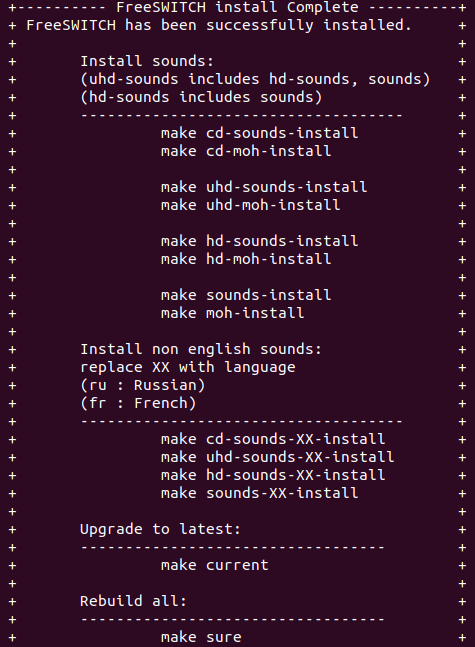 +---------- FreeSWITCH install Complete ----------+
+ FreeSWITCH has been successfully installed.     +
+                                                 +
+       Install sounds:                           +
+       (uhd-sounds includes hd-sounds, sounds)   +
+       (hd-sounds includes sounds)               +
+       ------------------------------------      +
+                make cd-sounds-install           +
+                make cd-moh-install              +
+                                                 +
+                make uhd-sounds-install          +
+                make uhd-moh-install             +
+                                                 +
+                make hd-sounds-install           +
+                make hd-moh-install              +
+                                                 +
+                make sounds-install              +
+                make moh-install                 +
+                                                 +
+       Install non english sounds:               +
+       replace XX with language                  +
+       (ru : Russian)                            +
+       (fr : French)                             +
+       ------------------------------------      +
+                make cd-sounds-XX-install        +
+                make uhd-sounds-XX-install       +
+                make hd-sounds-XX-install        +
+                make sounds-XX-install           +
+                                                 +
+       Upgrade to latest:                        +
+       ----------------------------------        +
+                make current                     +
+                                                 +
+       Rebuild all:                              +
+       ----------------------------------        +
+                make sure                        +